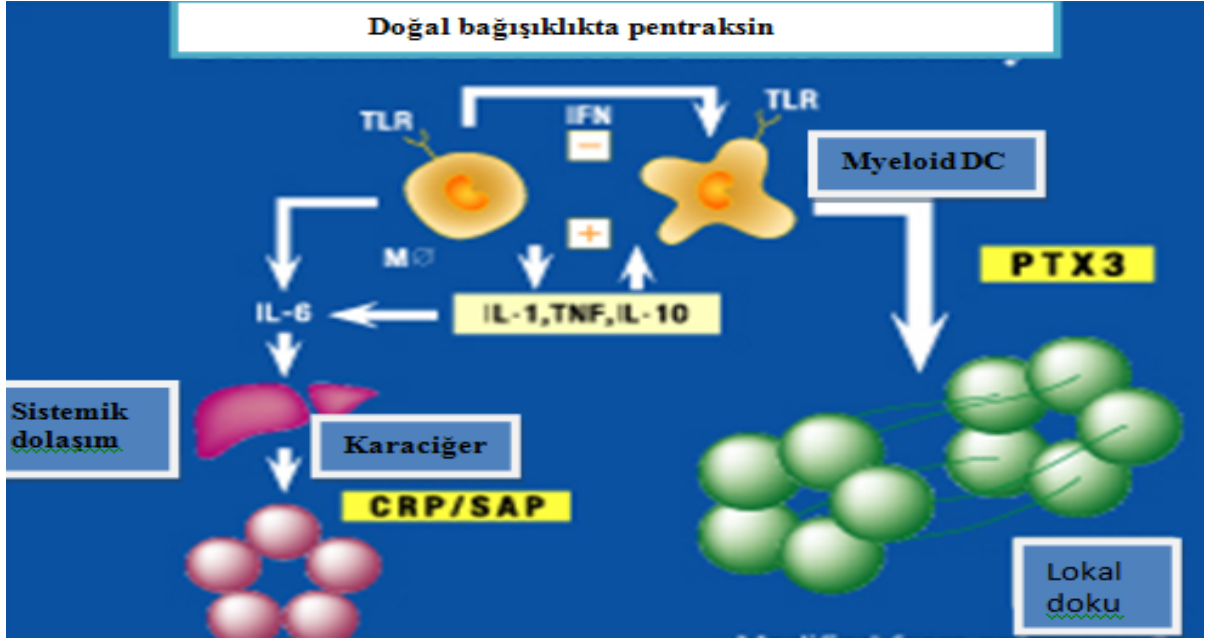 Doğal bağışıklıkta pentraksin
TLR
IFN
TLR
−
Myeloid DC
+
MØ
PTX3
IL-6
IL-1,TNF,IL-10
Sistemik
dolaşım
Karaciğer
CRP/SAP
Lokal
doku